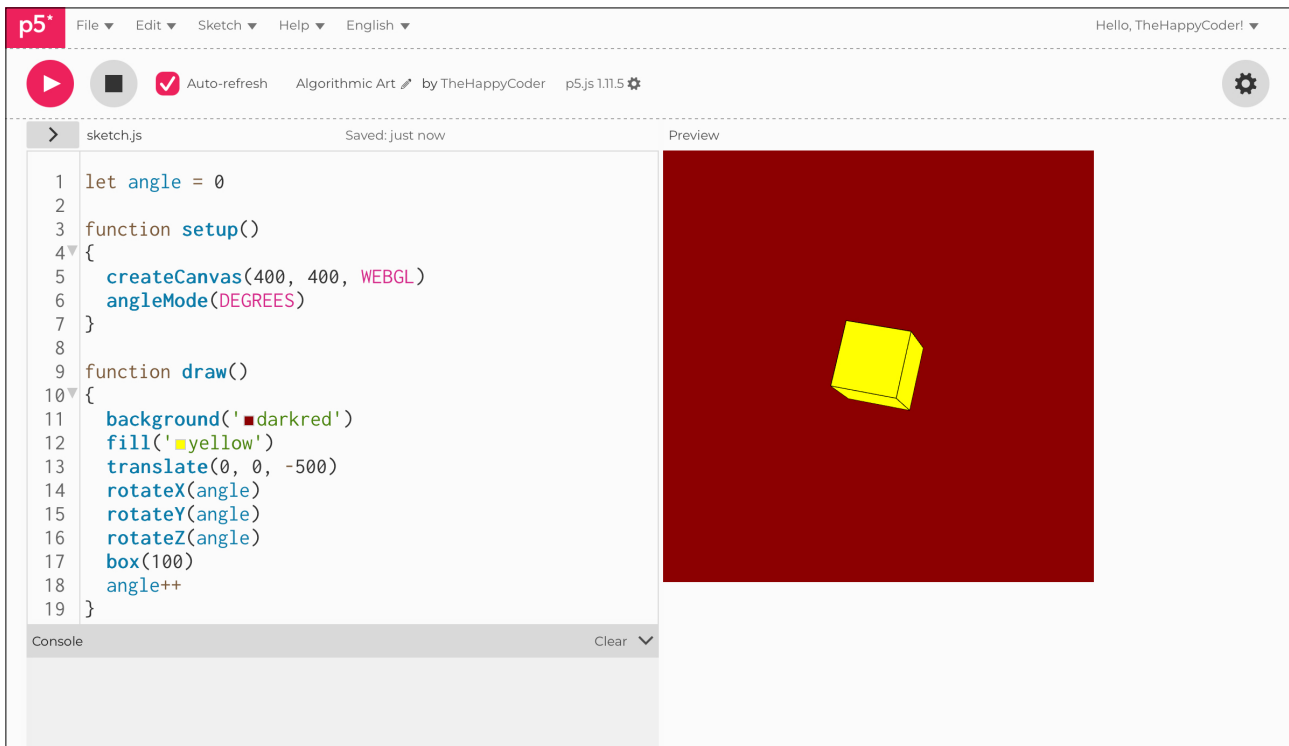 p5* File Edit Sketch Help English Hello, TheHappyCoder!
Auto-refresh Algorithmic Art by TheHappyCoder p5.js 1.11.5
sketch.js Saved: just now Preview
1 let angle = 0
2
3 function setup()
4 {
5   createCanvas(400, 400, WEBGL)
6   angleMode(DEGREES)
7 }
8
9 function draw()
10 {
11   background('darkred')
12   fill('yellow')
13   translate(0, 0, -500)
14   rotateX(angle)
15   rotateY(angle)
16   rotateZ(angle)
17   box(100)
18   angle++
19 }
Console Clear